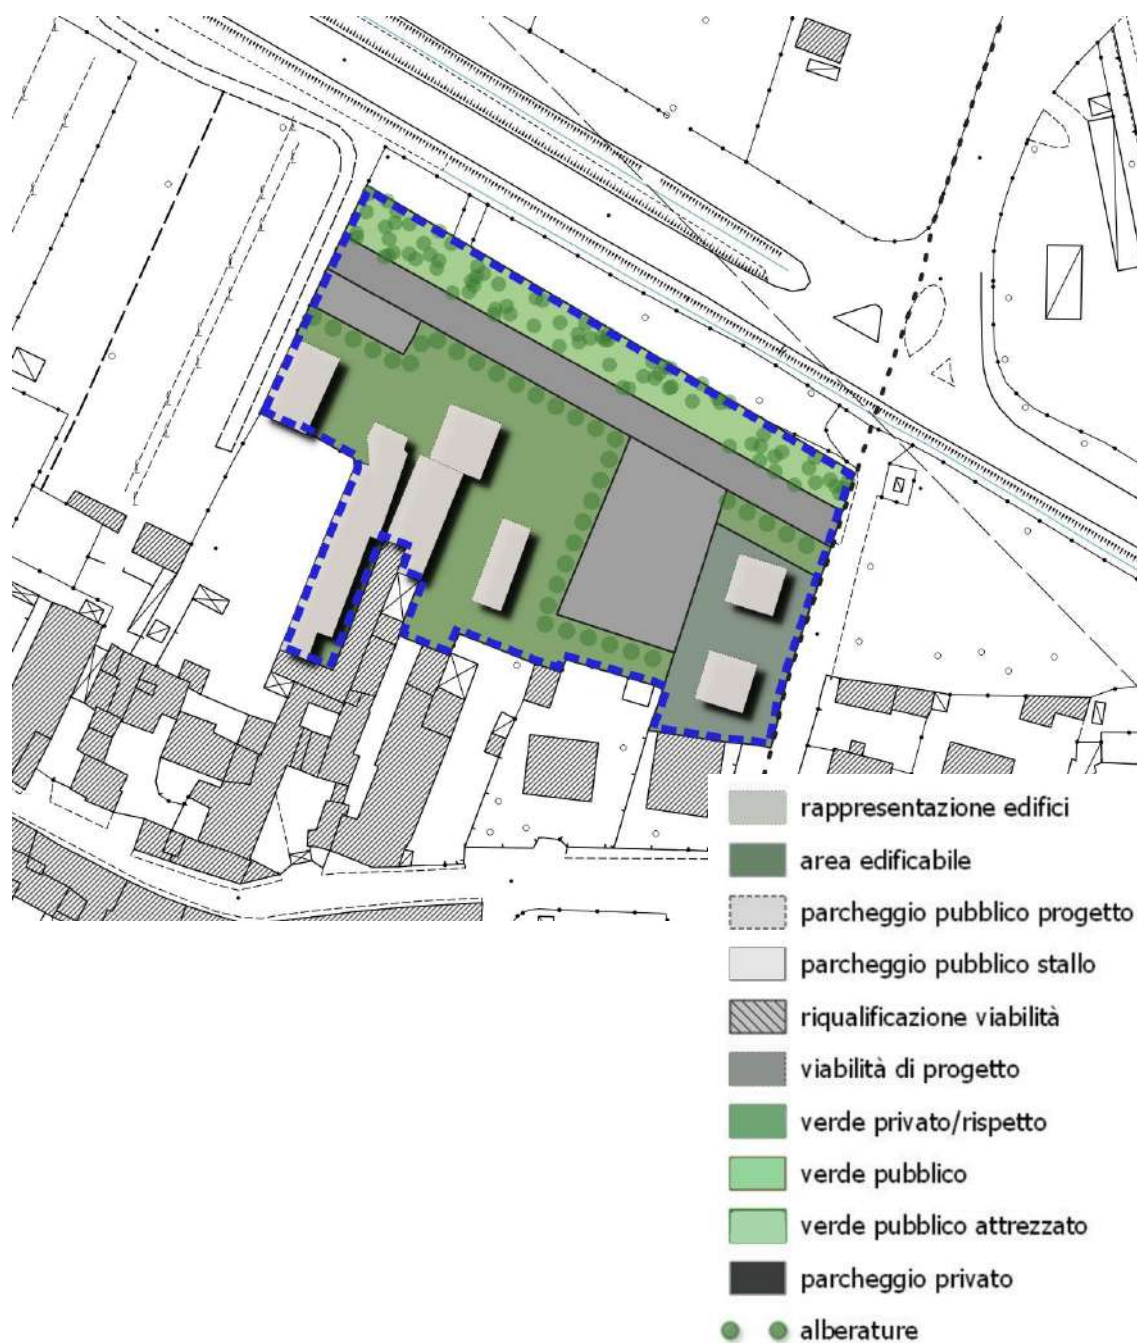 rappresentazione edifici
area edificabile
parcheggio pubblico progetto
parcheggio pubblico stallo
riqualificazione viabilità
viabilità di progetto
verde privato/rispetto
verde pubblico
verde pubblico attrezzato
parcheggio privato
alberature